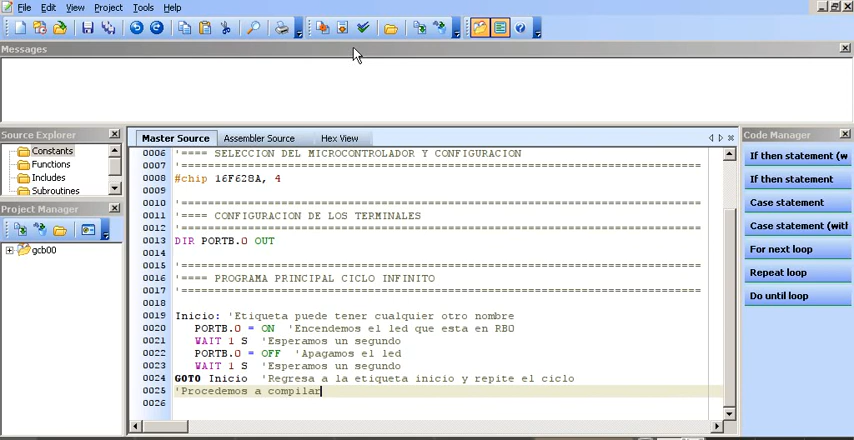 File Edit View Project Tools Help
Messages
Source Explorer
Constants
Functions
Includes
Subroutines
Project Manager
gcb00
Master Source Assembler Source Hex View
0006 '==== SELECCION DEL MICROCONTROLADOR Y CONFIGURACION
0007 '==============================================================================
0008 #chip 16F628A, 4
0009
0010 '==============================================================================
0011 '==== CONFIGURACION DE LOS TERMINALES
0012 '==============================================================================
0013 DIR PORTB.0 OUT
0014
0015 '==============================================================================
0016 '==== PROGRAMA PRINCIPAL CICLO INFINITO
0017 '==============================================================================
0018
0019 Inicio: 'Etiqueta puede tener cualquier otro nombre
0020 PORTB.0 = ON 'Encendemos el led que esta en RB0
0021 WAIT 1 S 'Esperamos un segundo
0022 PORTB.0 = OFF 'Apagamos el led
0023 WAIT 1 S 'Esperamos un segundo
0024 GOTO Inicio 'Regresa a la etiqueta inicio y repite el ciclo
0025 'Procedemos a compilar
0026
Code Manager
If then statement (w
If then statement
Case statement
Case statement (witl
For next loop
Repeat loop
Do until loop